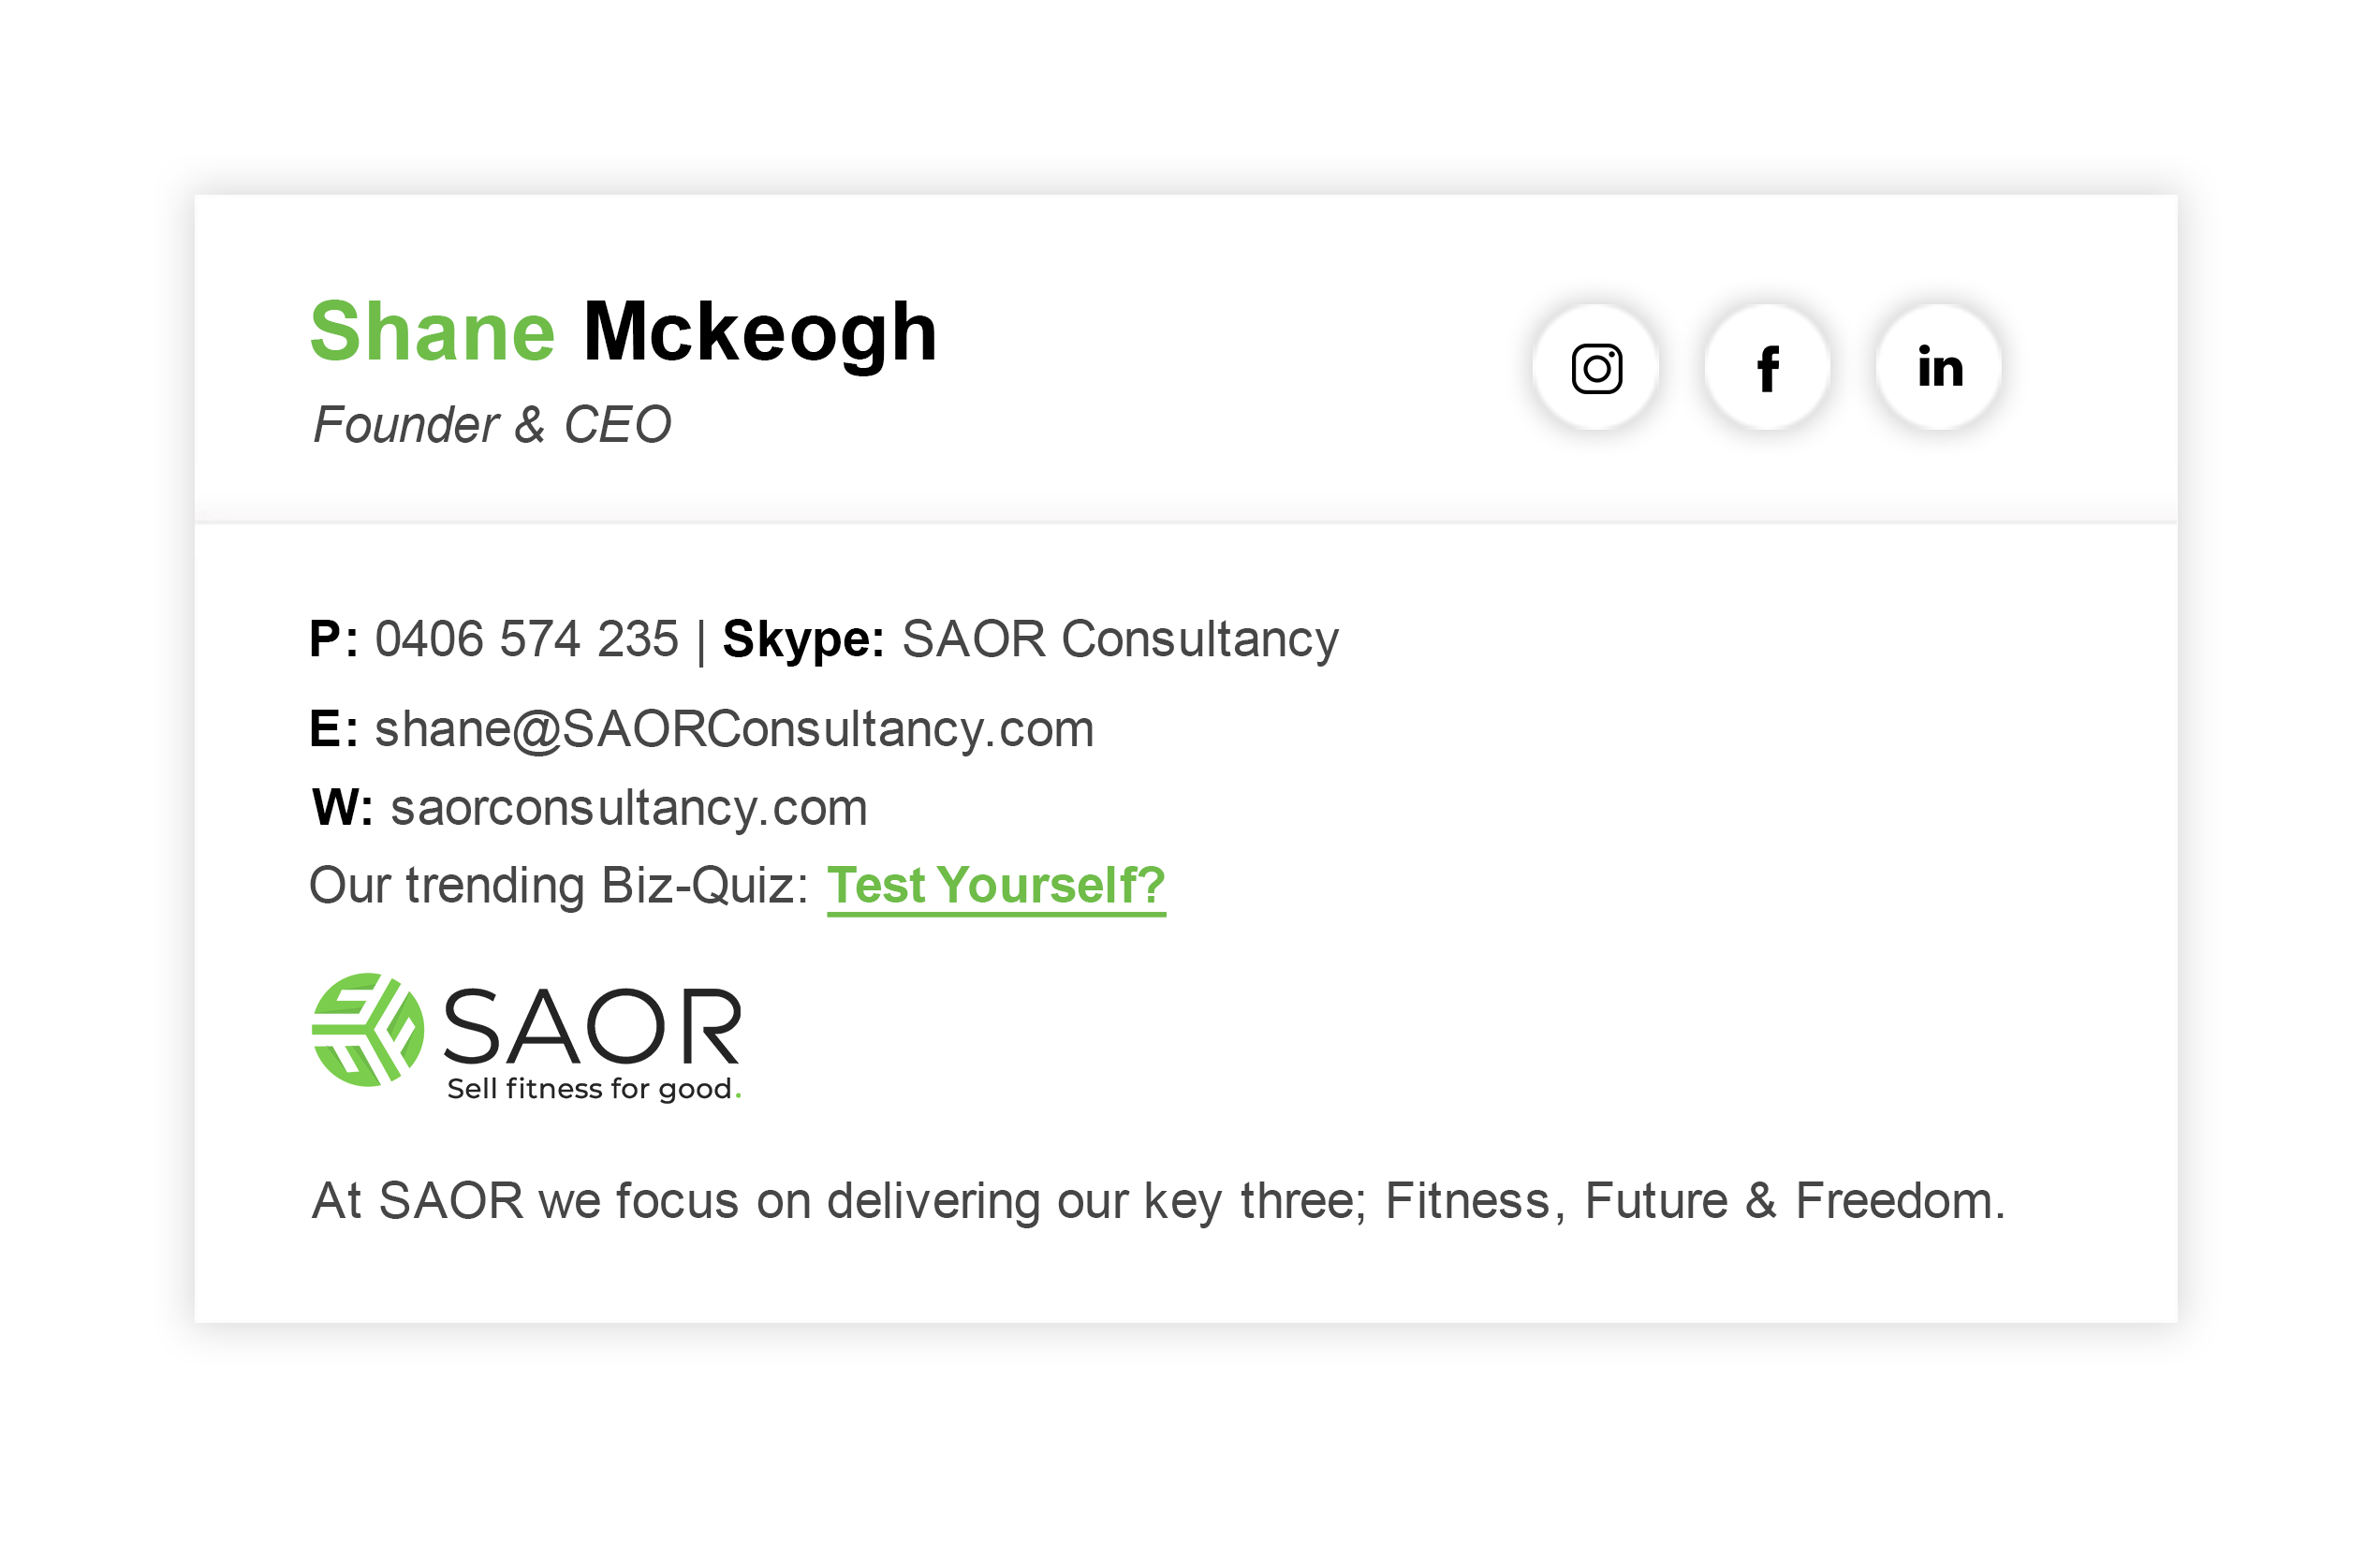 Shane Mckeogh
Founder & CEO
P: 0406 574 235 | Skype: SAOR Consultancy
E: shane@SAORConsultancy.com
W: saorconsultancy.com
Our trending Biz-Quiz: Test Yourself?
SAOR
Sell fitness for good.
At SAOR we focus on delivering our key three; Fitness, Future & Freedom.